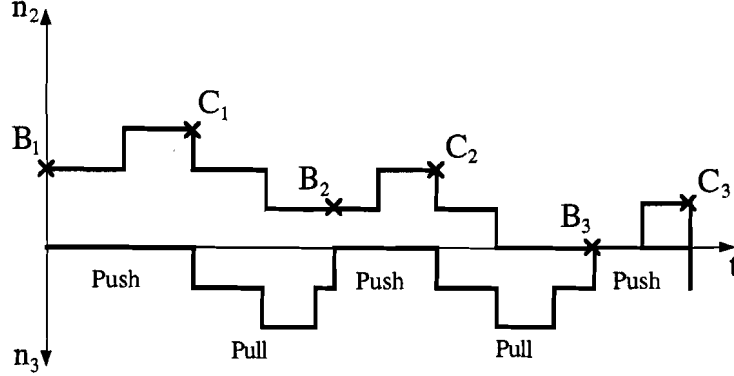 n₂
C₁
B₁
C₂
B₂
C₃
B₃
t
Push
Push
Push
Pull
Pull
n₃